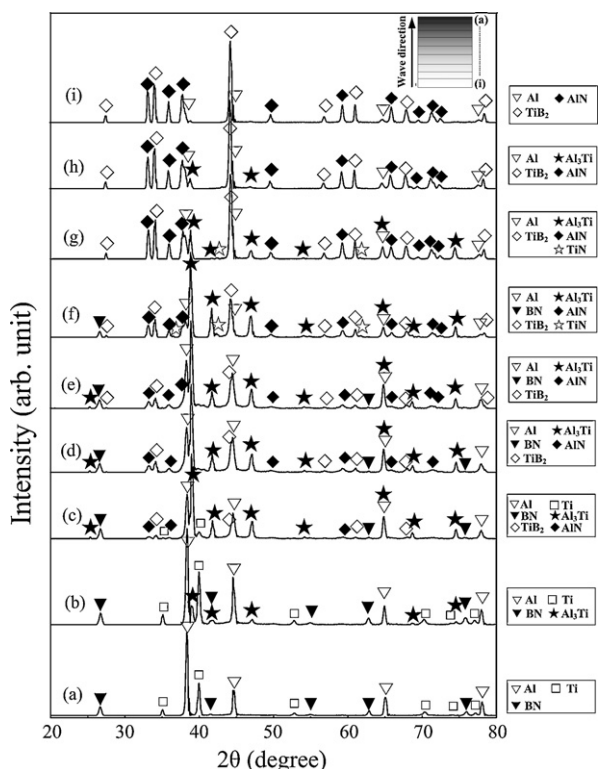 Wave direction
(a)
(i)
(i)
Al AlN
TiB2
(h)
Al Al3Ti
TiB2 AlN
(g)
Al Al3Ti
TiB2 AlN
TiN
(f)
Al Al3Ti
BN AlN
TiB2 TiN
(e)
Al Al3Ti
BN AlN
TiB2
(d)
Al Al3Ti
BN AlN
TiB2
(c)
Al Ti
BN Al3Ti
TiB2 AlN
(b)
Al Ti
BN Al3Ti
(a)
Al Ti
BN
Intensity (arb. unit)
20 30 40 50 60 70 80
2θ (degree)